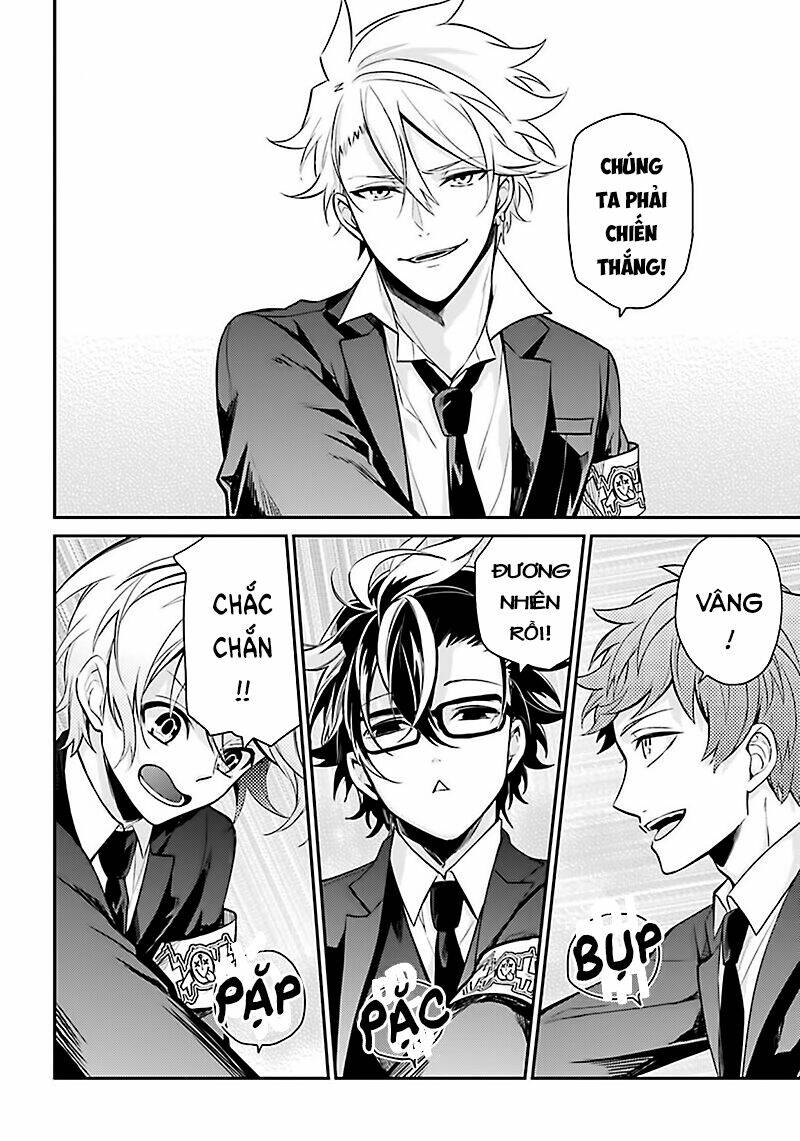 CHÚNG
TA PHẢI
CHIẾN
THẮNG!
VÂNG
!
ĐƯƠNG
NHIÊN
RỒI!
CHẮC
CHẮN
!!
BỤP
PẶC
PẶP